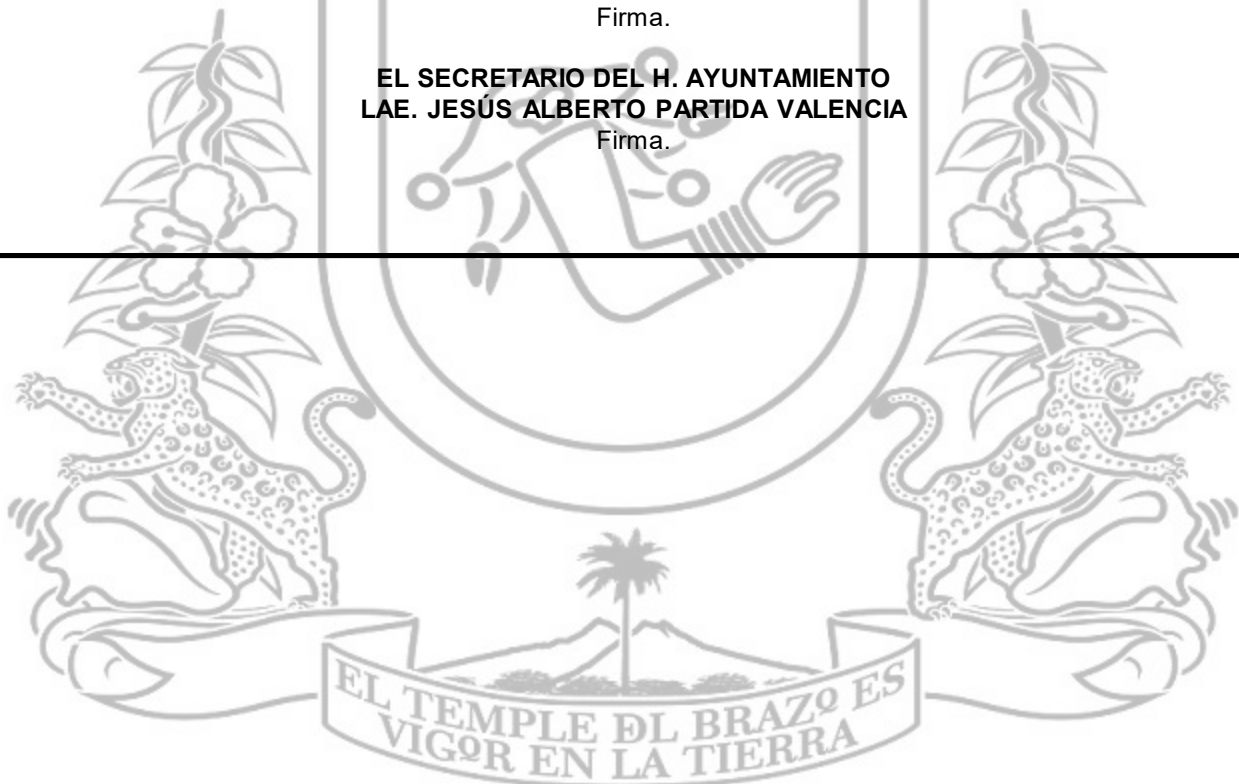 Firma.
EL SECRETARIO DEL H. AYUNTAMIENTO
LAE. JESÚS ALBERTO PARTIDA VALENCIA
Firma.
EL TEMPLE ĐL BRAZº ES
VIGºR EN LA TIERRA